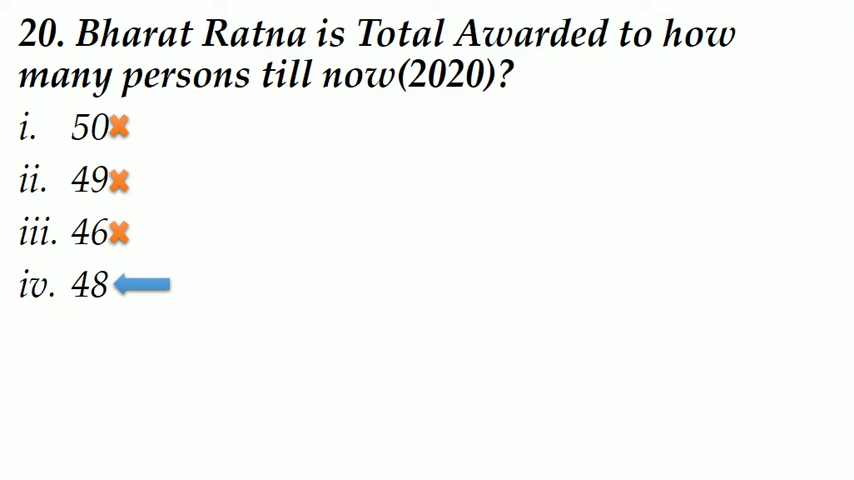 20. Bharat Ratna is Total Awarded to how
many persons till now(2020)?
i. 50
ii. 49
iii. 46
iv. 48